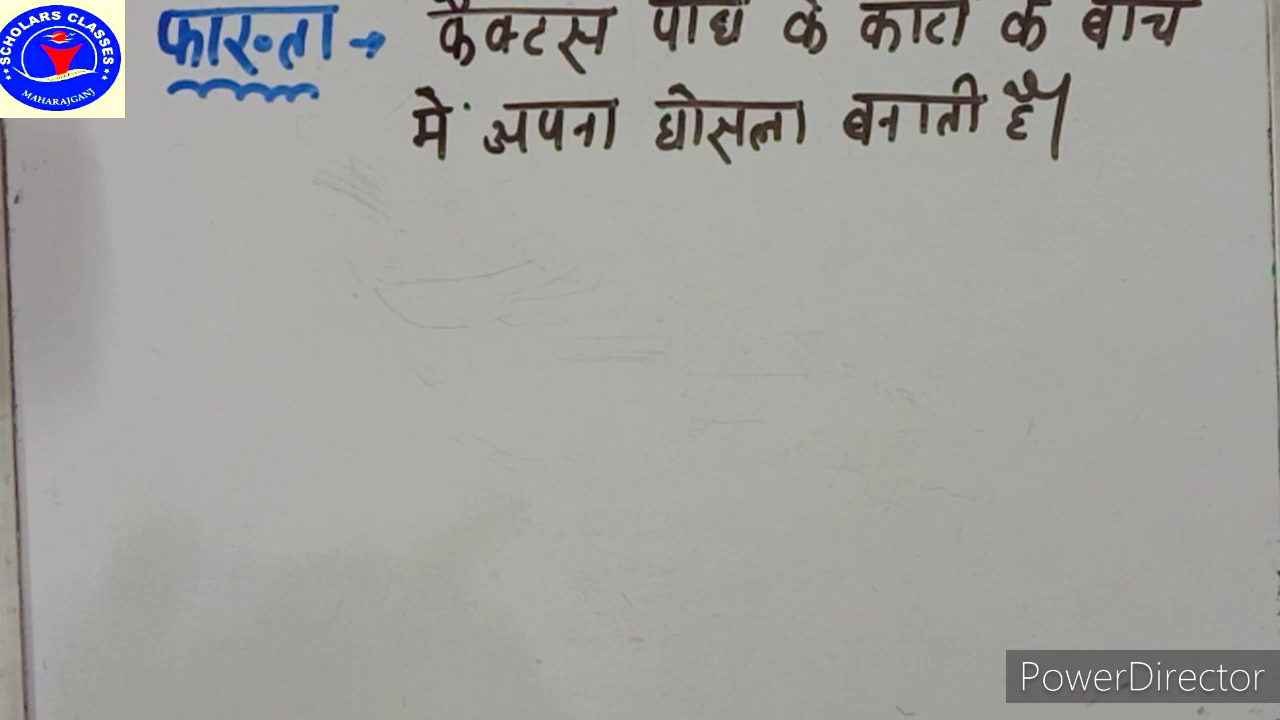 SCHOLARS CLASSES
MAHARAJGANJ
फाख्ता → कैक्टस पौधे के काटों के बीच
में अपना घोसला बनाती है।
PowerDirector